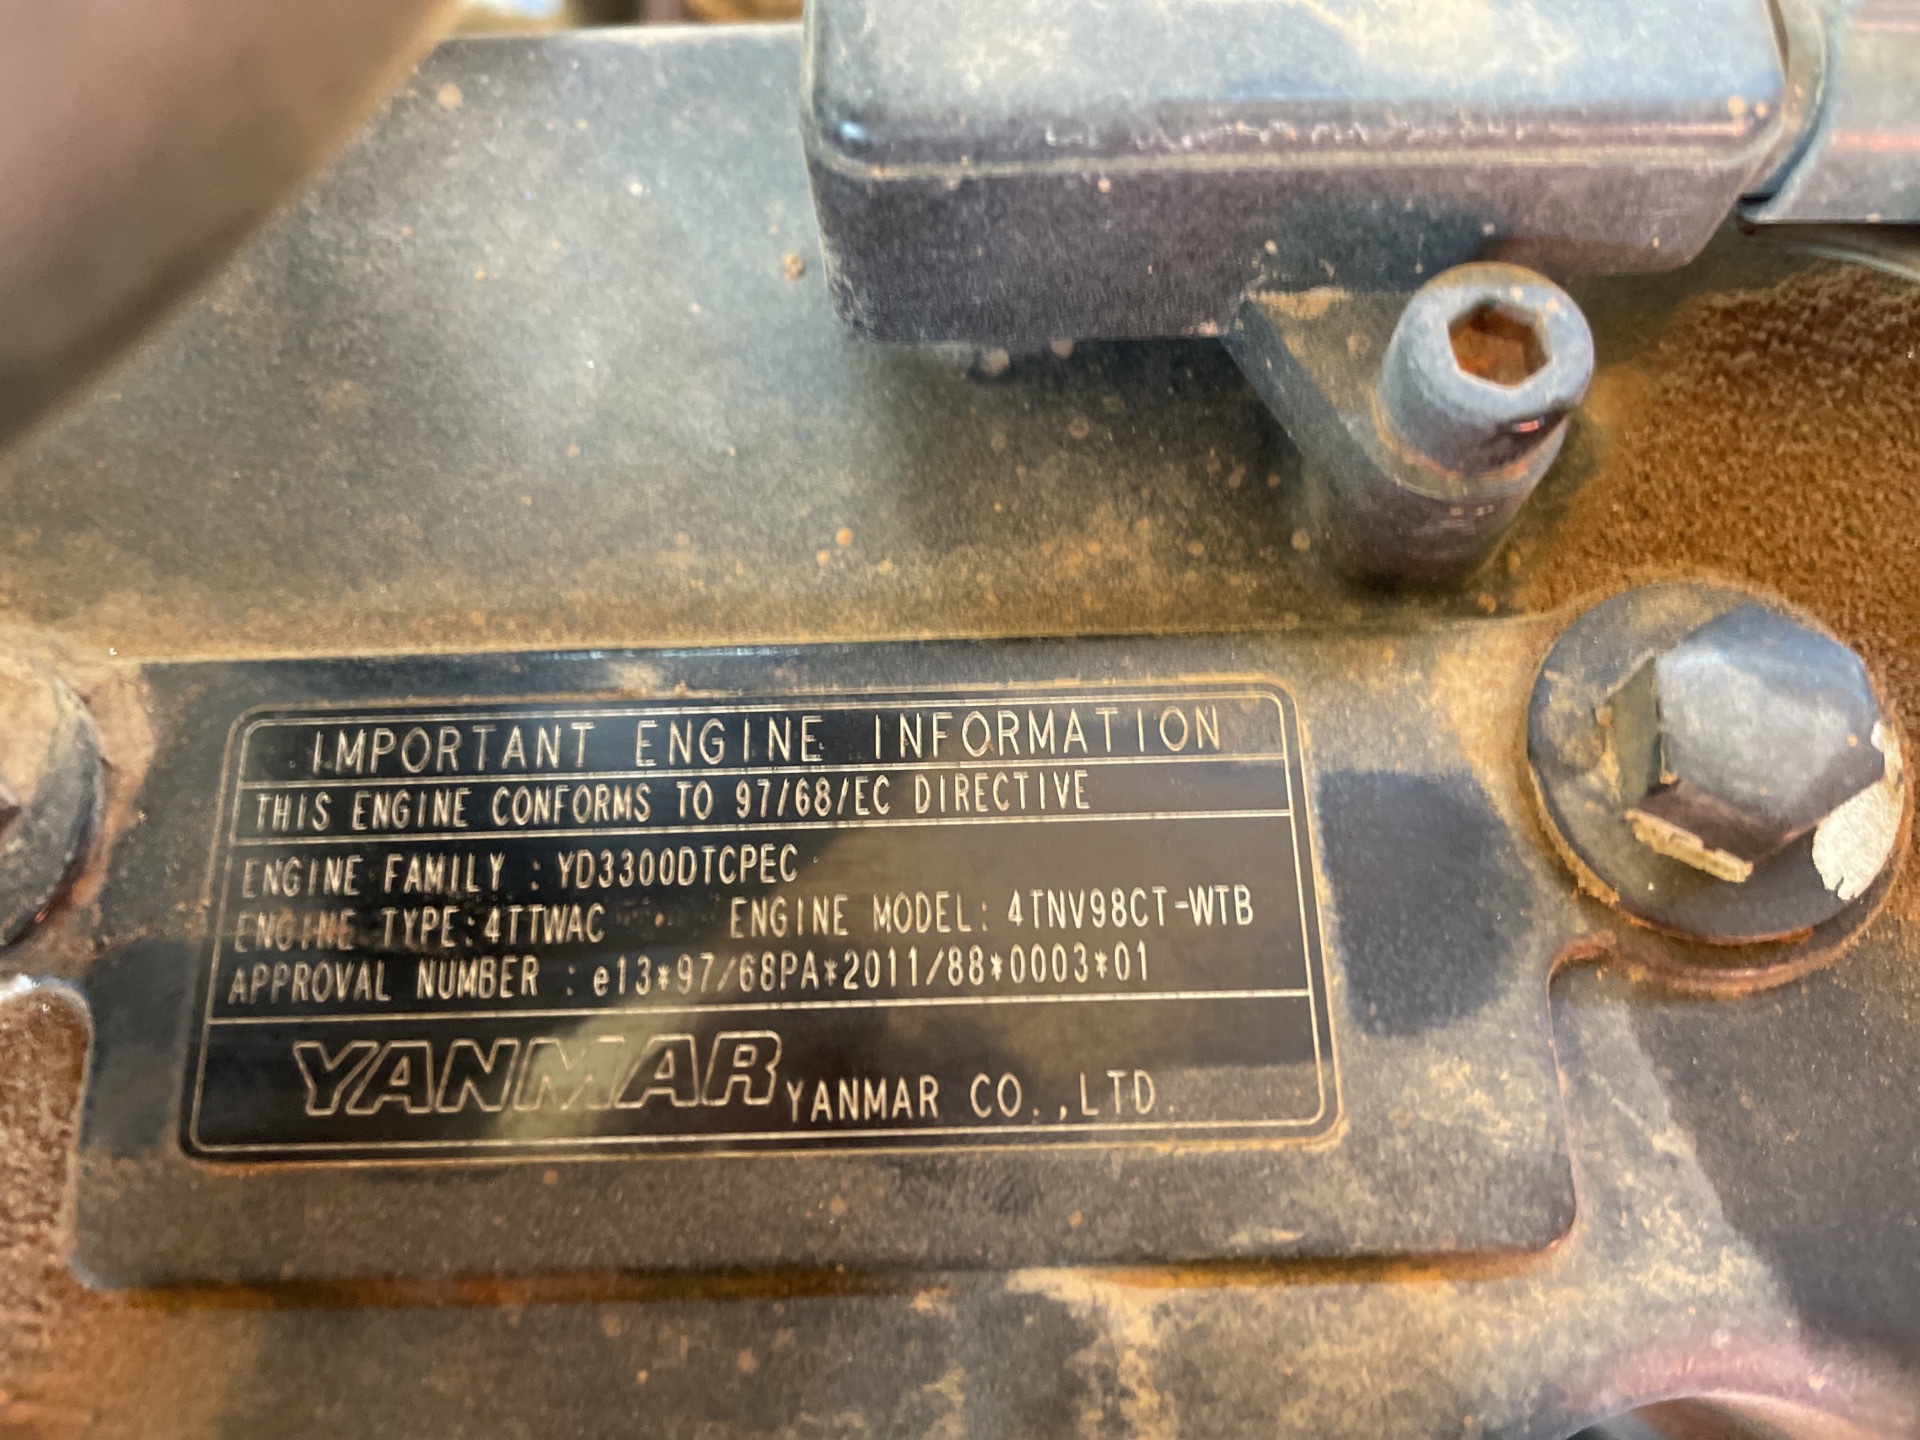 IMPORTANT ENGINE INFORMATION
THIS ENGINE CONFORMS TO 97/68/EC DIRECTIVE
ENGINE FAMILY : YD3300DTCPEC
ENGINE TYPE:4TTWAC ENGINE MODEL: 4TNV98CT-WTB
APPROVAL NUMBER : e13*97/68PA*2011/88*0003*01
YANMAR YANMAR CO.,LTD.